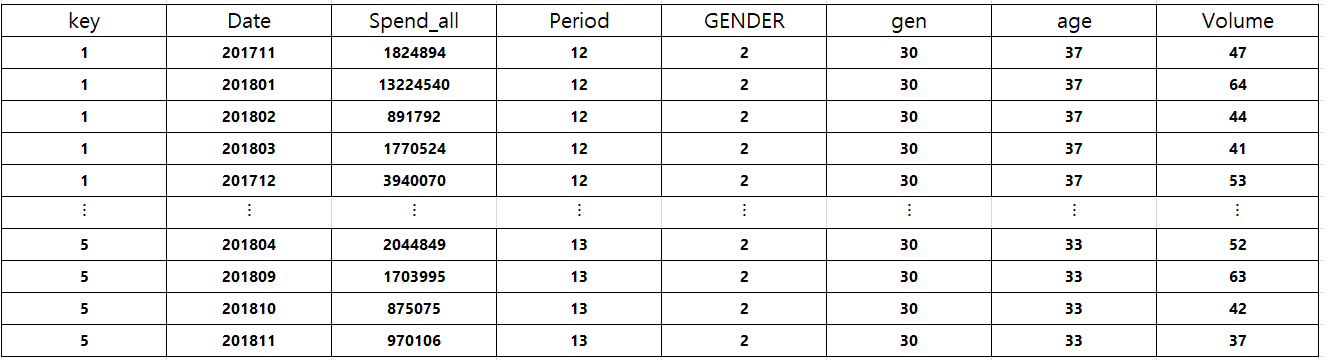 key Date Spend_all Period GENDER gen age Volume
1 201711 1824894 12 2 30 37 47
1 201801 13224540 12 2 30 37 64
1 201802 891792 12 2 30 37 44
1 201803 1770524 12 2 30 37 41
1 201712 3940070 12 2 30 37 53
⋮ ⋮ ⋮ ⋮ ⋮ ⋮ ⋮ ⋮
5 201804 2044849 13 2 30 33 52
5 201809 1703995 13 2 30 33 63
5 201810 875075 13 2 30 33 42
5 201811 970106 13 2 30 33 37